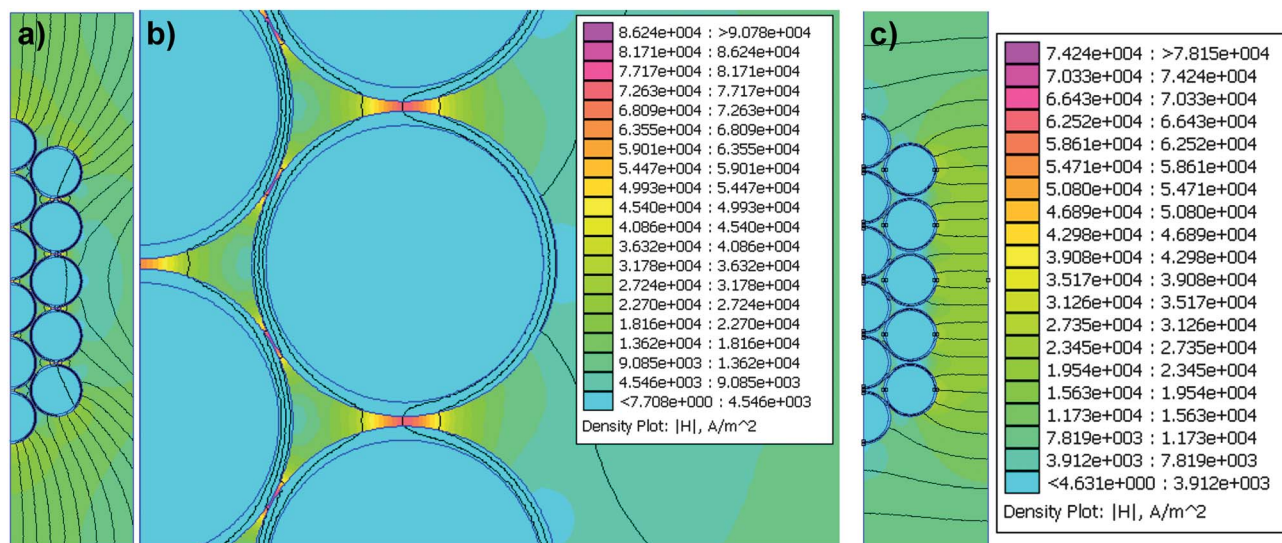 a)
b)
8.624e+004 : >9.078e+004
8.171e+004 : 8.624e+004
7.717e+004 : 8.171e+004
7.263e+004 : 7.717e+004
6.809e+004 : 7.263e+004
6.355e+004 : 6.809e+004
5.901e+004 : 6.355e+004
5.447e+004 : 5.901e+004
4.993e+004 : 5.447e+004
4.540e+004 : 4.993e+004
4.086e+004 : 4.540e+004
3.632e+004 : 4.086e+004
3.178e+004 : 3.632e+004
2.724e+004 : 3.178e+004
2.270e+004 : 2.724e+004
1.816e+004 : 2.270e+004
1.362e+004 : 1.816e+004
9.085e+003 : 1.362e+004
4.546e+003 : 9.085e+003
<7.708e+000 : 4.546e+003
Density Plot: |H|, A/m^2
c)
7.424e+004 : >7.815e+004
7.033e+004 : 7.424e+004
6.643e+004 : 7.033e+004
6.252e+004 : 6.643e+004
5.861e+004 : 6.252e+004
5.471e+004 : 5.861e+004
5.080e+004 : 5.471e+004
4.689e+004 : 5.080e+004
4.298e+004 : 4.689e+004
3.908e+004 : 4.298e+004
3.517e+004 : 3.908e+004
3.126e+004 : 3.517e+004
2.735e+004 : 3.126e+004
2.345e+004 : 2.735e+004
1.954e+004 : 2.345e+004
1.563e+004 : 1.954e+004
1.173e+004 : 1.563e+004
7.819e+003 : 1.173e+004
3.912e+003 : 7.819e+003
<4.631e+000 : 3.912e+003
Density Plot: |H|, A/m^2